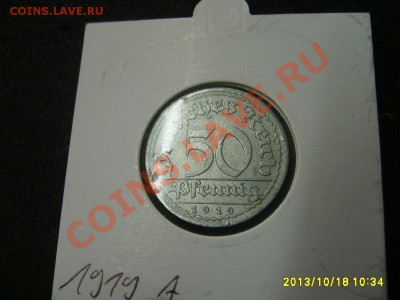 COINS.LAVE.RU
Deutsches Reich
50
Pfennig
1919
1919 A
COINS.LAVE.RU
2013/10/18 10:34